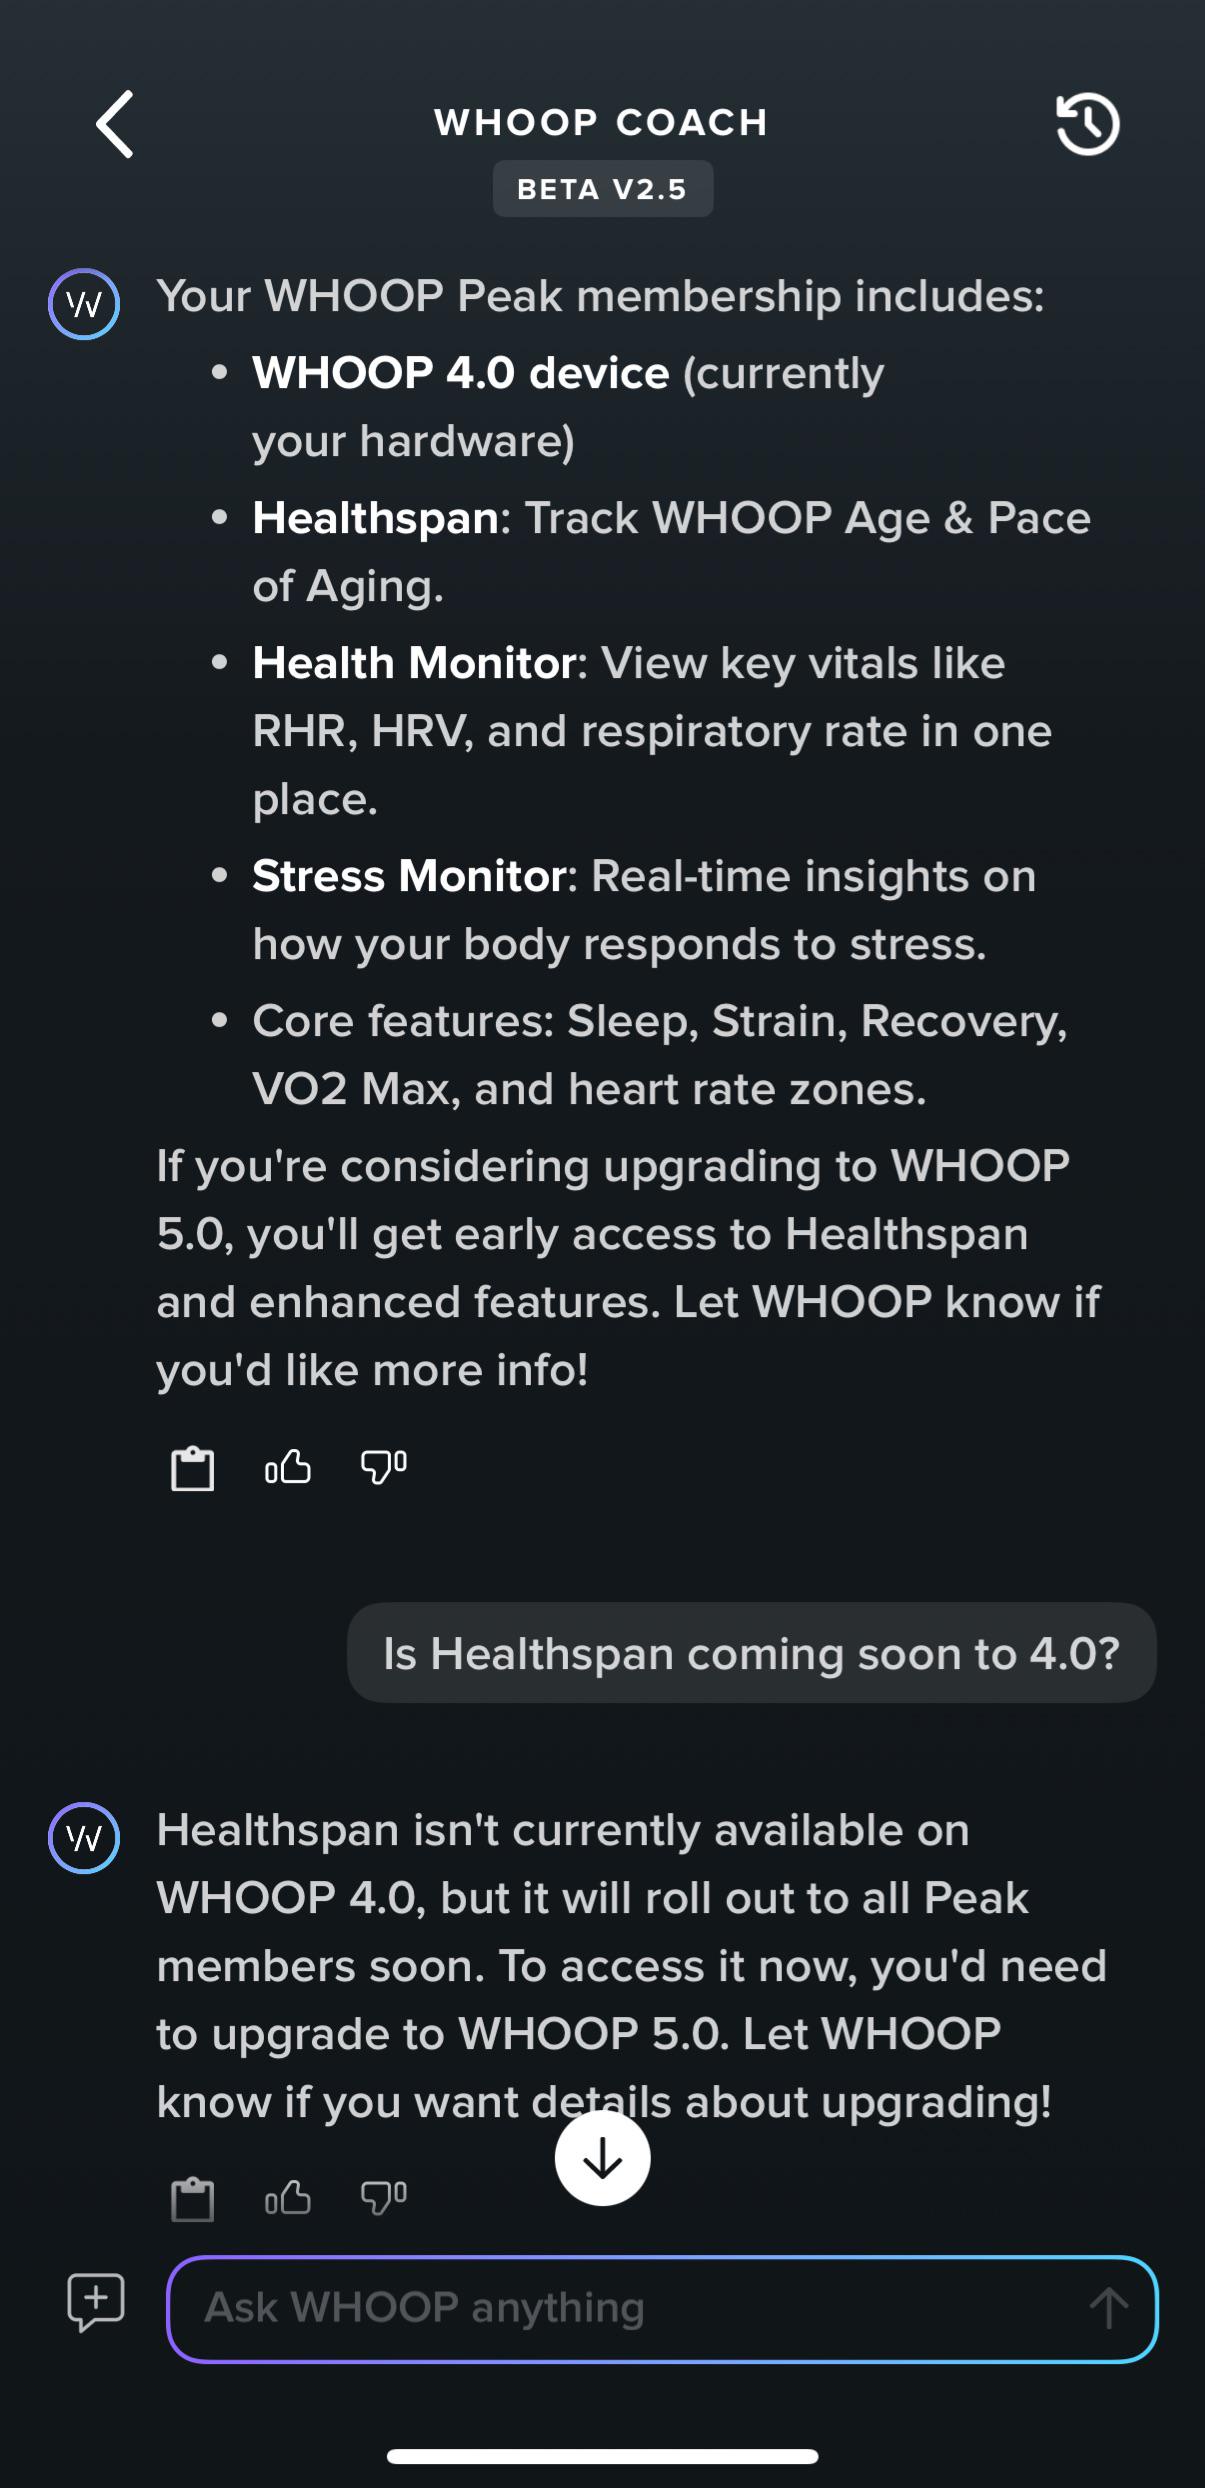 WHOOP COACH
BETA V2.5
Your WHOOP Peak membership includes:
• WHOOP 4.0 device (currently
your hardware)
• Healthspan: Track WHOOP Age & Pace
of Aging.
• Health Monitor: View key vitals like
RHR, HRV, and respiratory rate in one
place.
• Stress Monitor: Real-time insights on
how your body responds to stress.
• Core features: Sleep, Strain, Recovery,
VO2 Max, and heart rate zones.
If you're considering upgrading to WHOOP
5.0, you'll get early access to Healthspan
and enhanced features. Let WHOOP know if
you'd like more info!
Is Healthspan coming soon to 4.0?
Healthspan isn't currently available on
WHOOP 4.0, but it will roll out to all Peak
members soon. To access it now, you'd need
to upgrade to WHOOP 5.0. Let WHOOP
know if you want details about upgrading!
Ask WHOOP anything